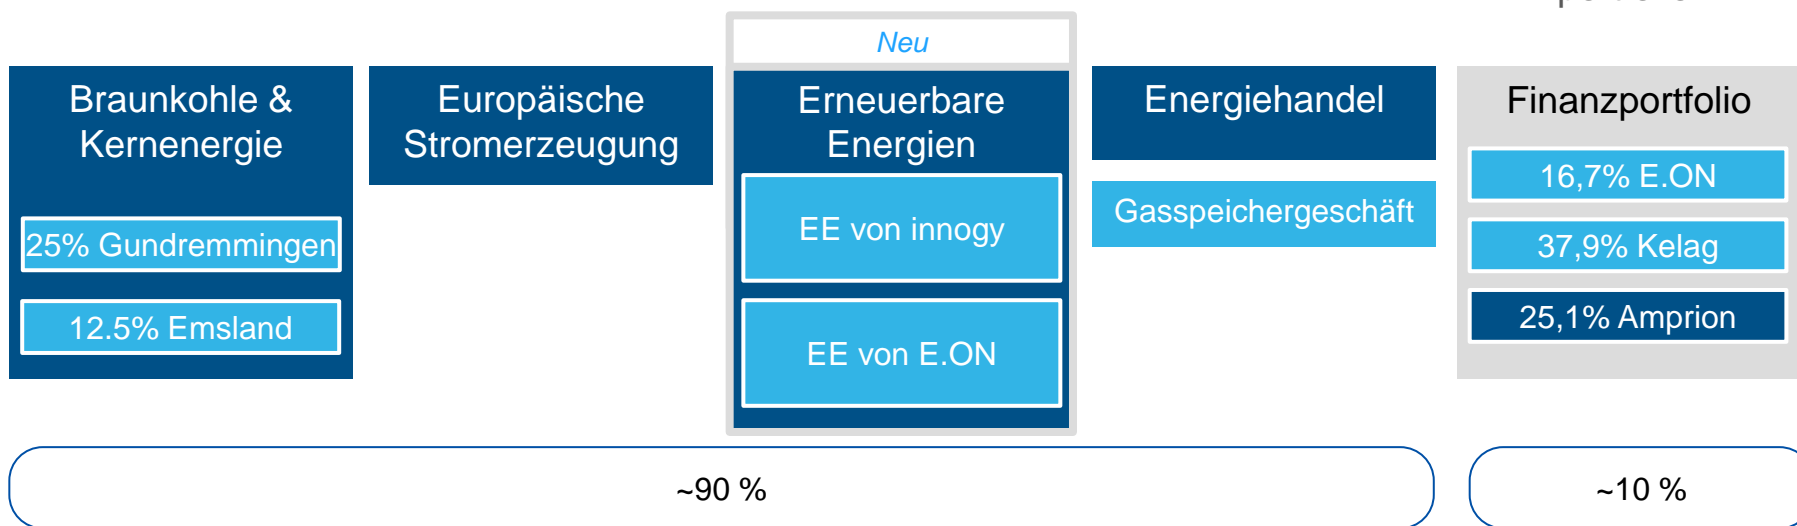 Neu
Braunkohle &
Kernenergie
25% Gundremmingen
12.5% Emsland
Europäische
Stromerzeugung
Erneuerbare
Energien
EE von innogy
EE von E.ON
Energiehandel
Gasspeichergeschäft
Finanzportfolio
16,7% E.ON
37,9% Kelag
25,1% Amprion
~90 %
~10 %